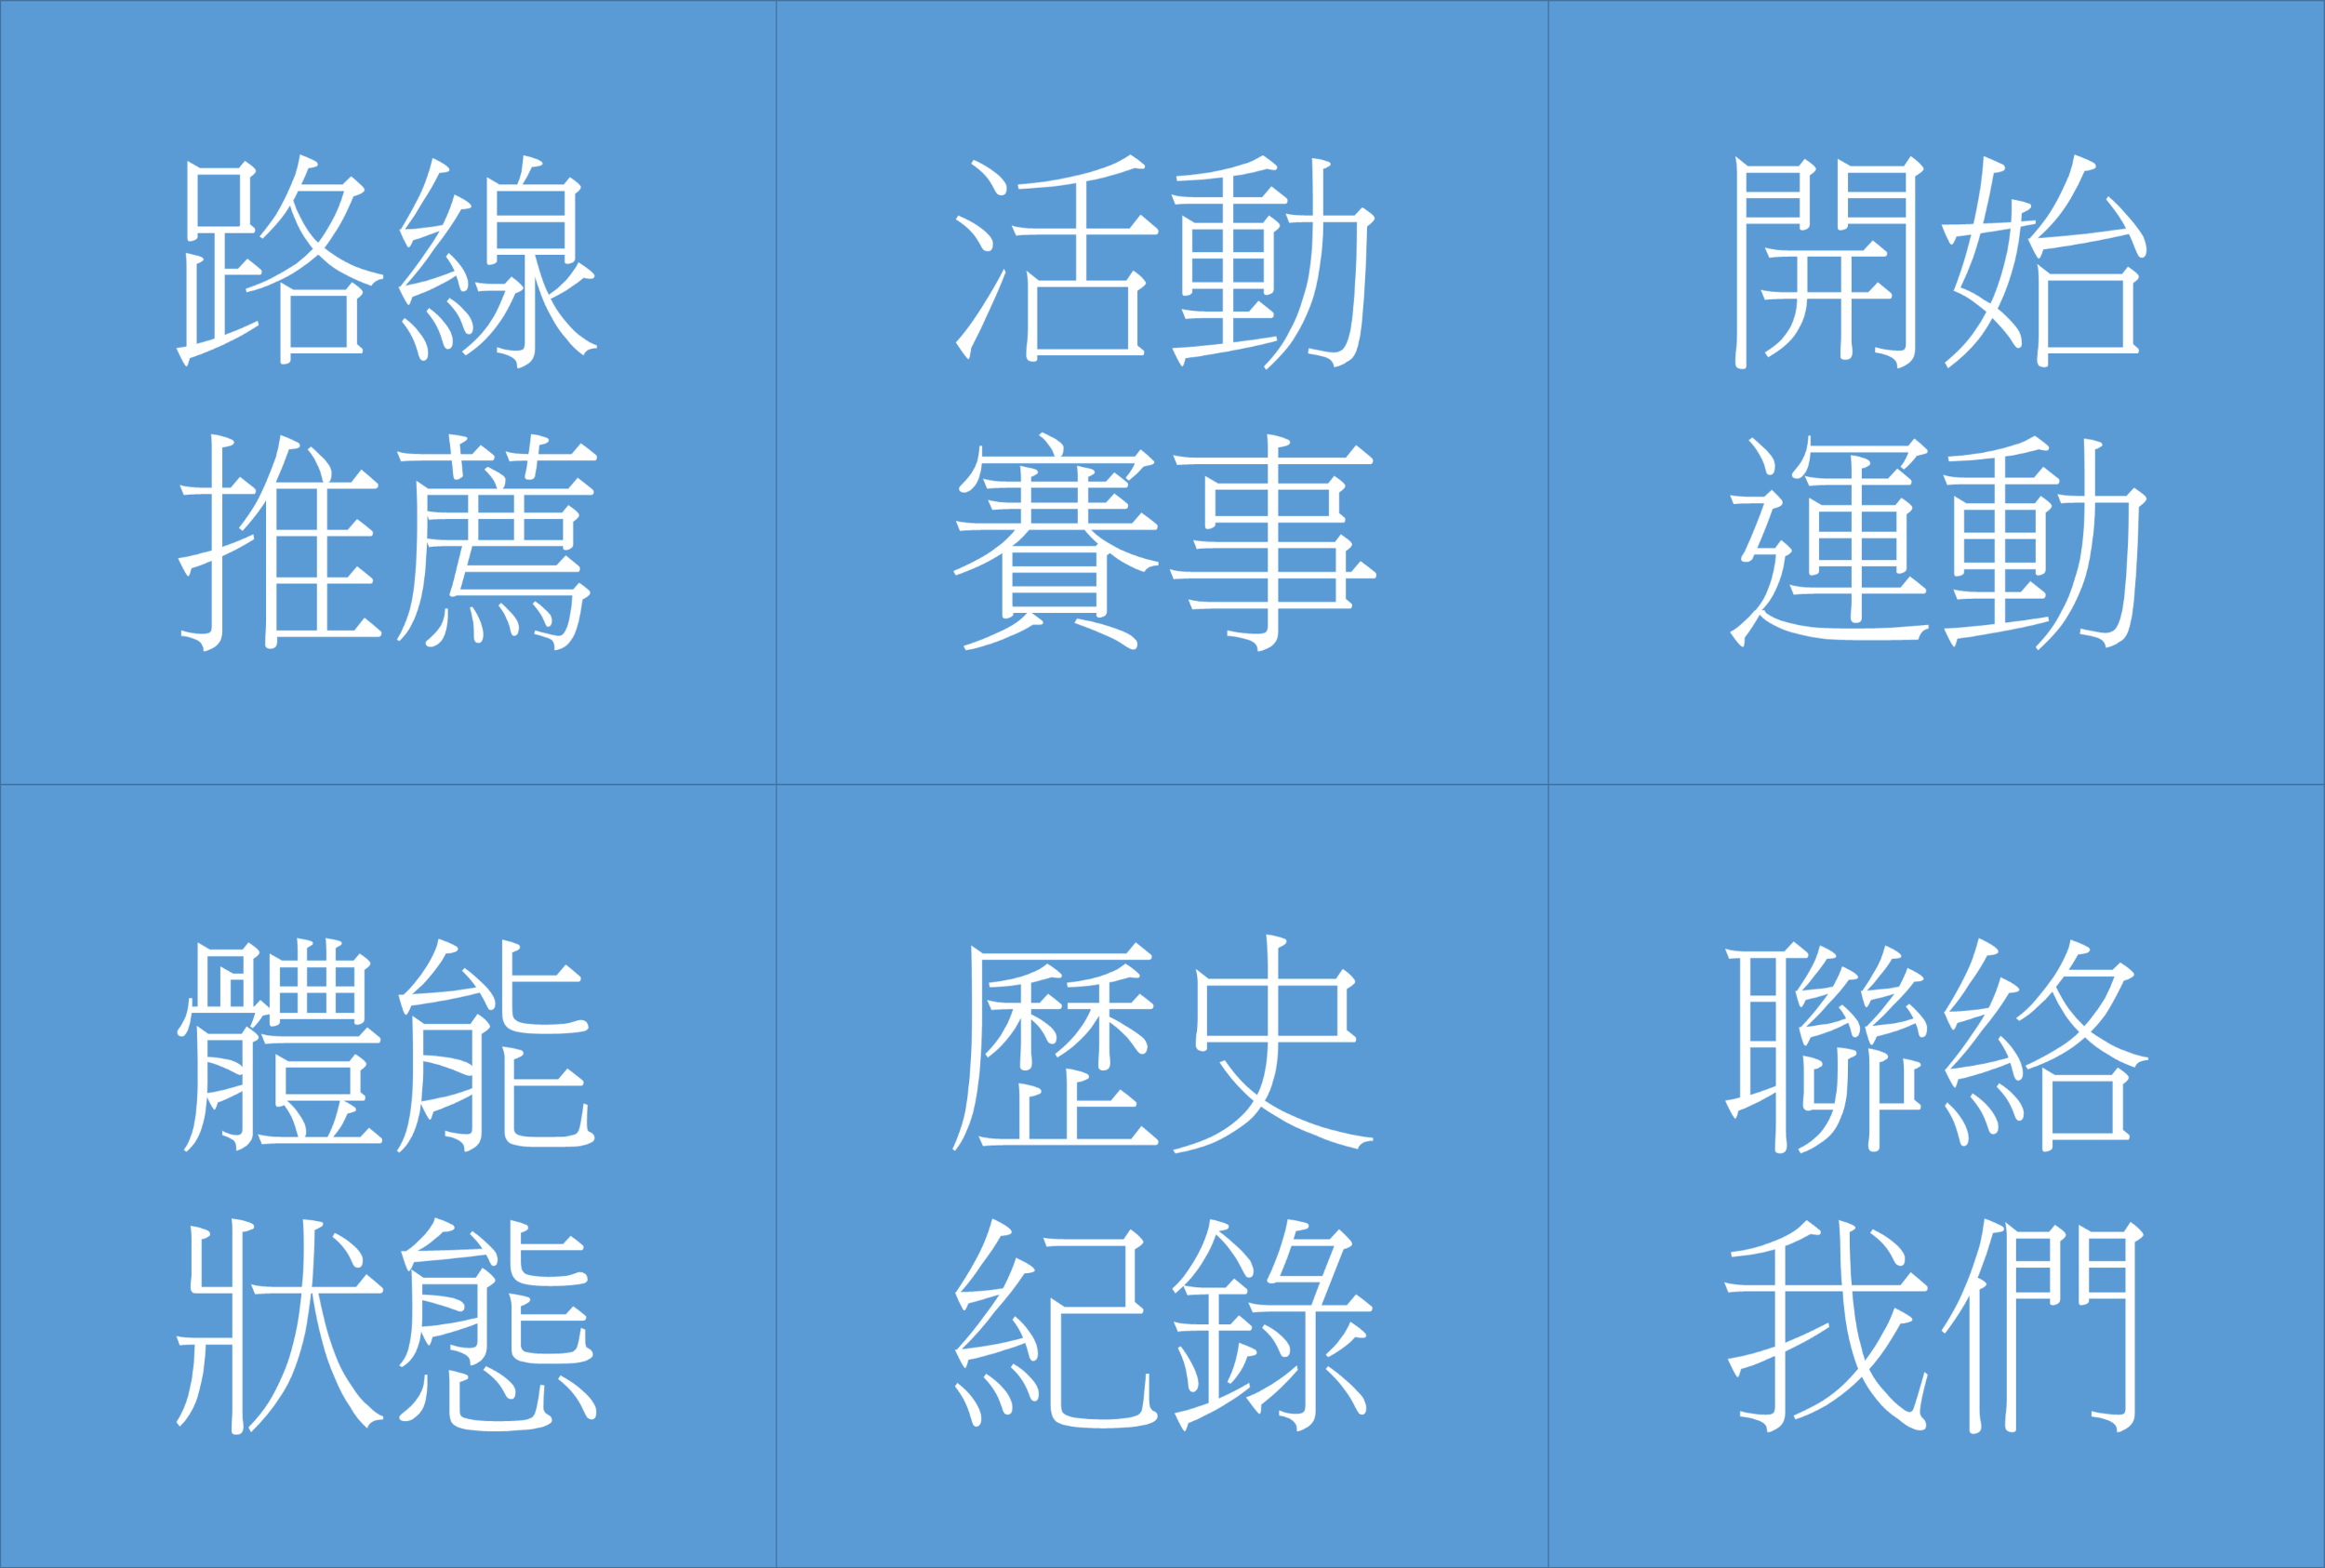 路線
推薦
活動
賽事
開始
運動
體能
狀態
歷史
紀錄
聯絡
我們